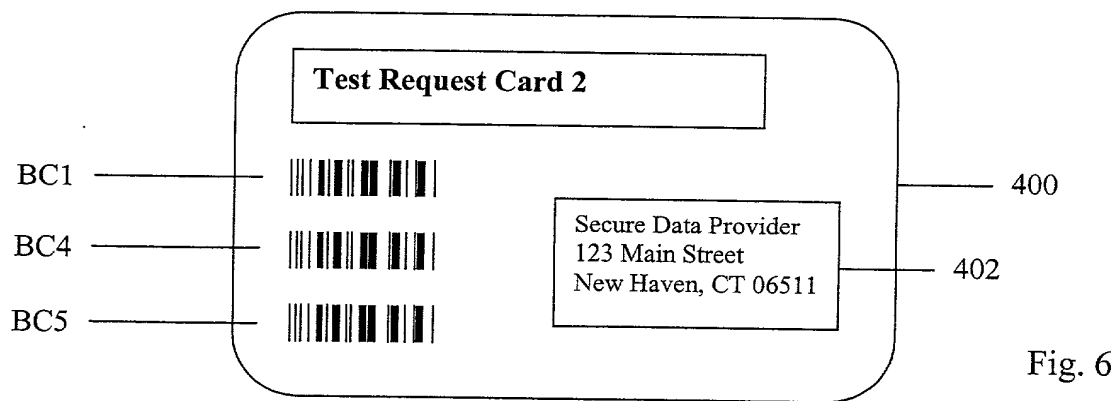 Test Request Card 2
BC1
400
Secure Data Provider
BC4
123 Main Street
402
New Haven, CT 06511
BC5
Fig. 6